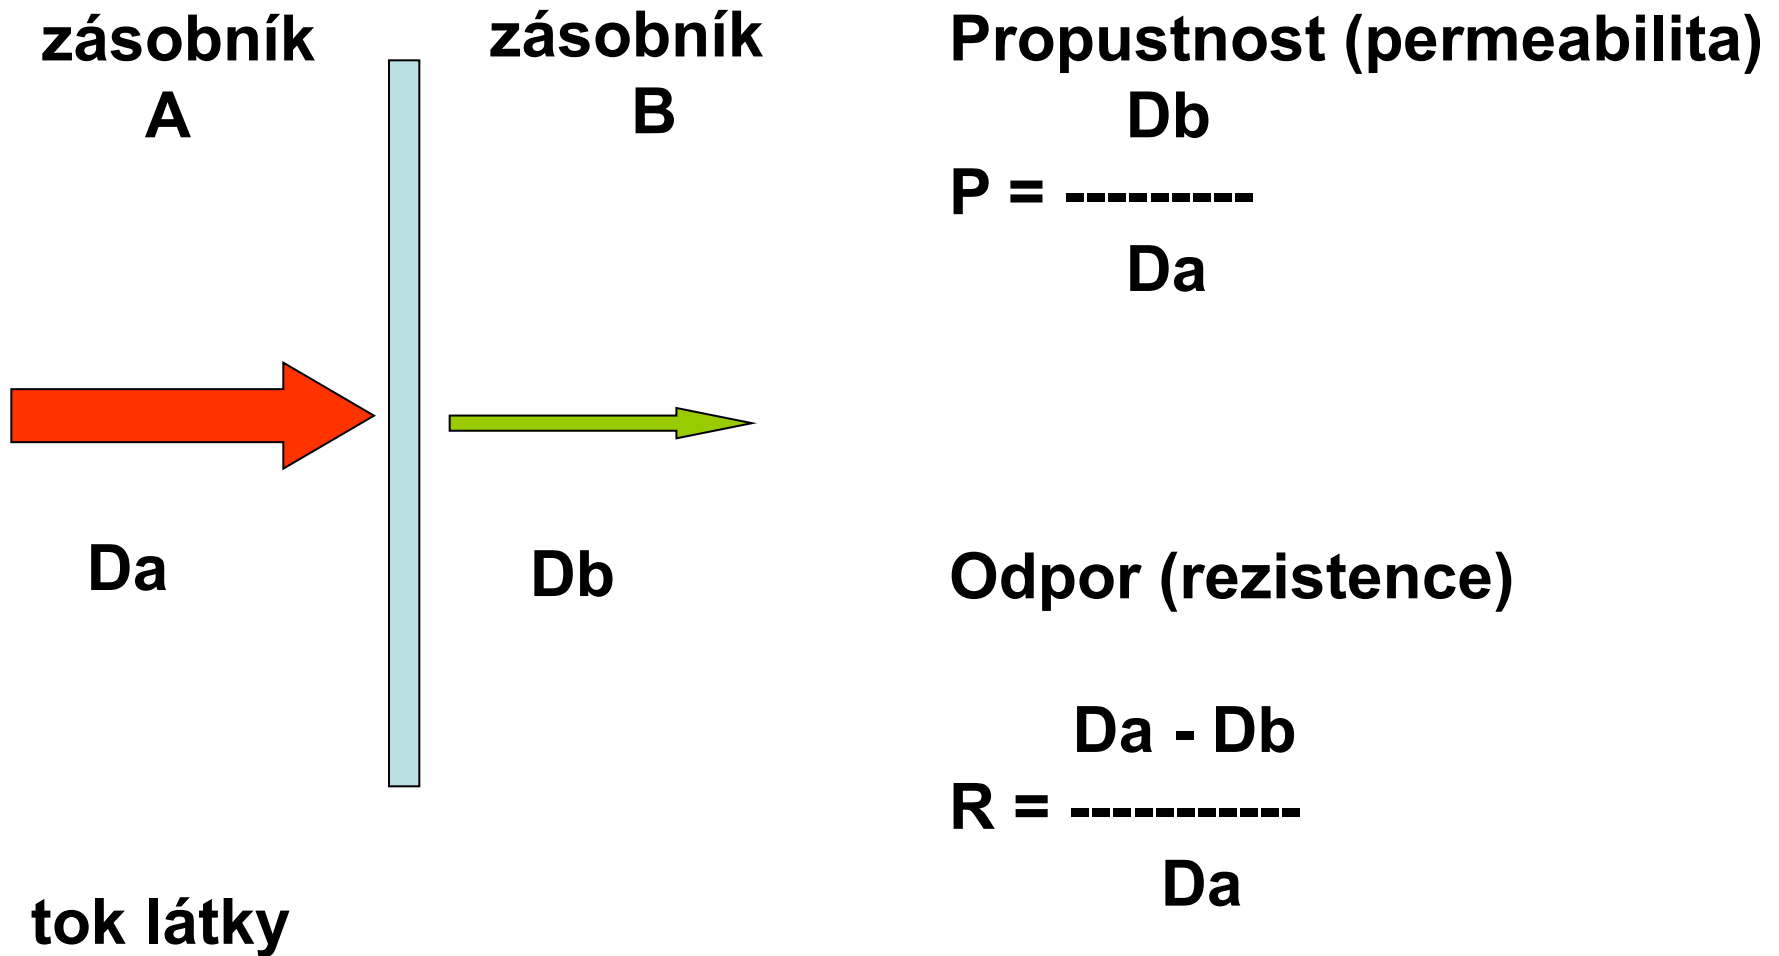 zásobník
A
zásobník
B
Da
Db
tok látky
Propustnost (permeabilita)
Db
P = ---------
Da
Odpor (rezistence)
Da - Db
R = -----------
Da